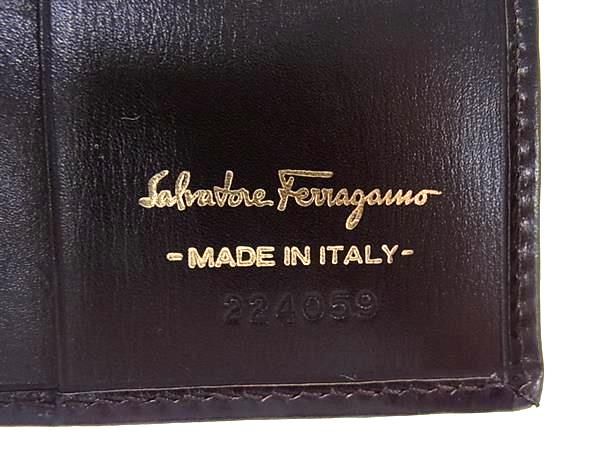 Salvatore Ferragamo
-MADE IN ITALY-
224059